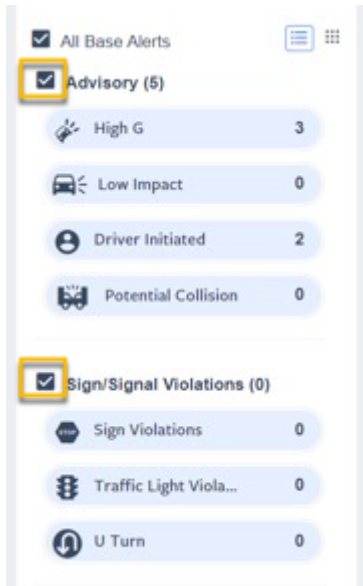 All Base Alerts
Advisory (5)
High G 3
Low Impact 0
Driver Initiated 2
Potential Collision 0
Sign/Signal Violations (0)
STOP
Sign Violations 0
Traffic Light Viola... 0
U Turn 0